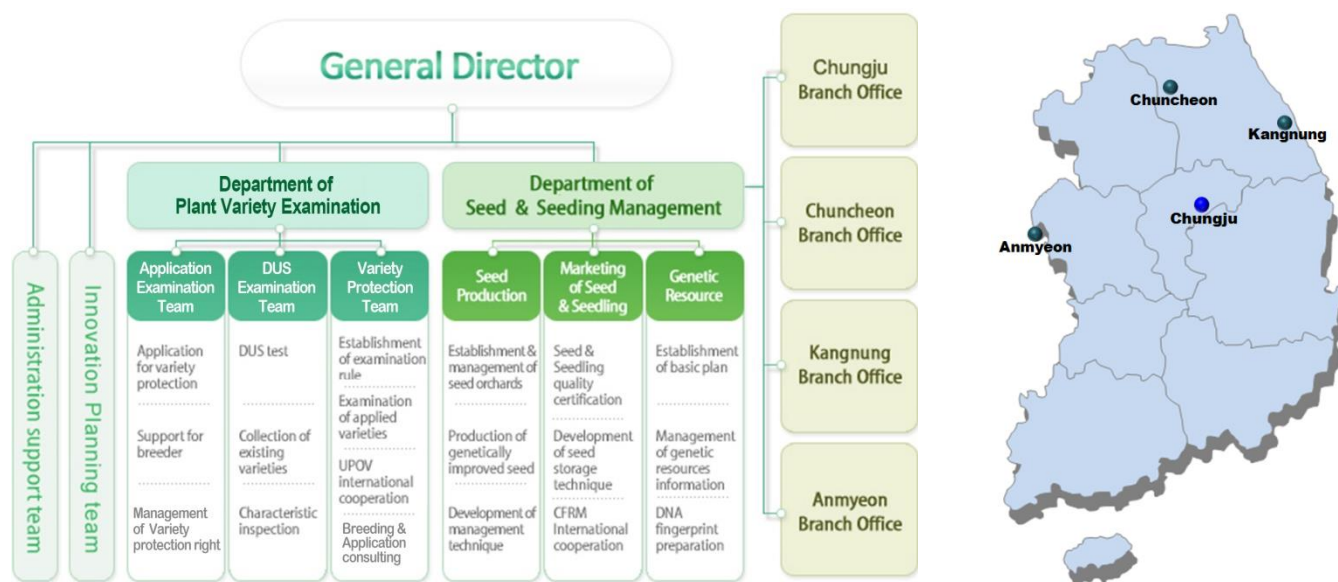 General Director
Administration support team
Innovation Planning team
Department of
Plant Variety Examination
Application
Examination
Team
Application
for variety
protection
Support for
breeder
Management
of Variety
protection right
DUS
Examination
Team
DUS test
Collection of
existing
varieties
Characteristic
inspection
Variety
Protection
Team
Establishment
of examination
rule
Examination
of applied
varieties
UPOV
international
cooperation
Breeding &
Application
consulting
Department of
Seed & Seeding Management
Seed
Production
Establishment &
management of
seed orchards
Production of
genetically
improved seed
Development of
management
technique
Marketing
of Seed
& Seedling
Seed &
Seedling
quality
certification
Development
of seed
storage
technique
CFRM
International
cooperation
Genetic
Resource
Establishment
of basic plan
Management
of genetic
resources
information
DNA
fingerprint
preparation
Chungju
Branch Office
Chuncheon
Branch Office
Kangnung
Branch Office
Anmyeon
Branch Office
Chuncheon
Kangnung
Chungju
Anmyeon